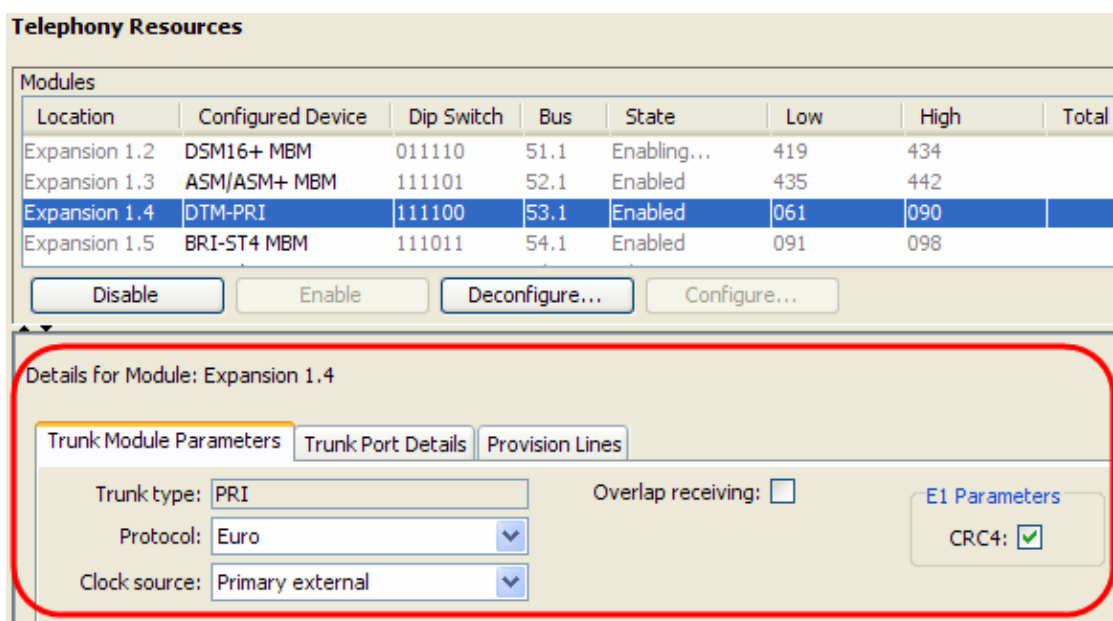 Telephony Resources
Modules
Location Configured Device Dip Switch Bus State Low High Total
Expansion 1.2 DSM16+ MBM 011110 51.1 Enabling... 419 434
Expansion 1.3 ASM/ASM+ MBM 111101 52.1 Enabled 435 442
Expansion 1.4 DTM-PRI 111100 53.1 Enabled 061 090
Expansion 1.5 BRI-ST4 MBM 111011 54.1 Enabled 091 098
Disable Enable Deconfigure... Configure...
Details for Module: Expansion 1.4
Trunk Module Parameters Trunk Port Details Provision Lines
Trunk type: PRI Overlap receiving: E1 Parameters
Protocol: Euro CRC4:
Clock source: Primary external